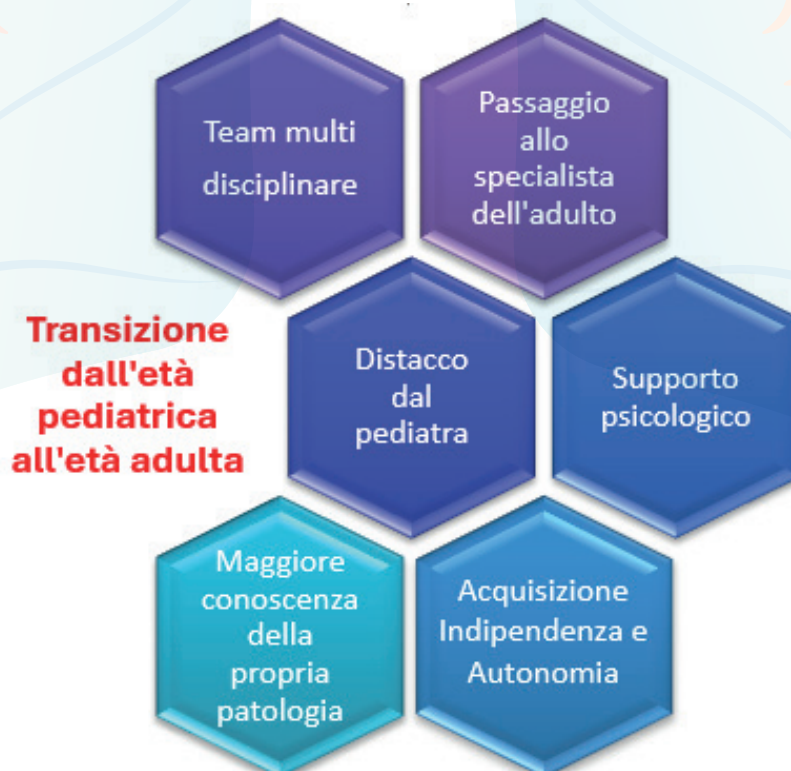 Team multi
disciplinare
Passaggio
allo
specialista
dell'adulto
Transizione
dall'età
pediatrica
all'età adulta
Distacco
dal
pediatra
Supporto
psicologico
Maggiore
conoscenza
della
propria
patologia
Acquisizione
Indipendenza e
Autonomia